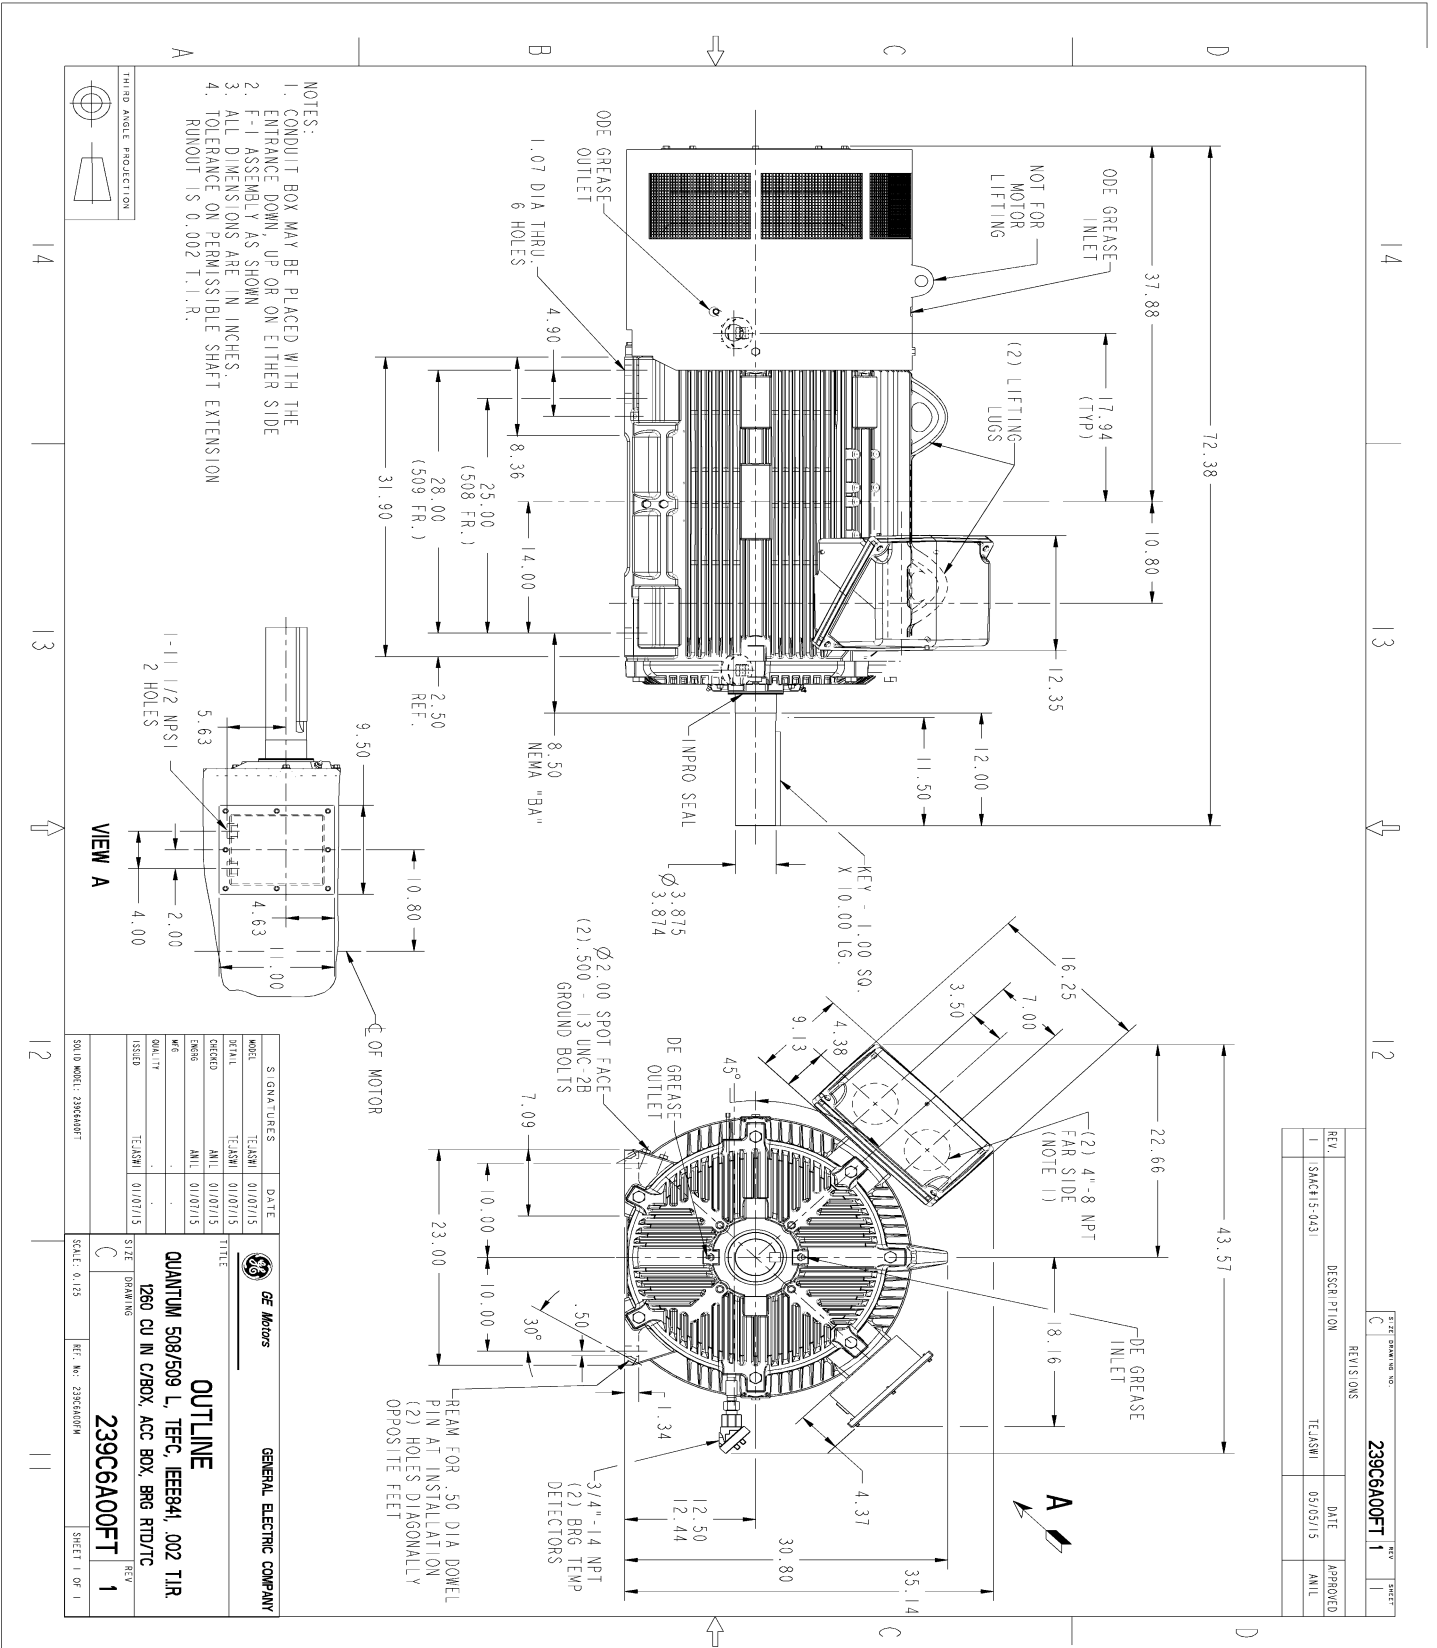 SIZE
DRAWING NO.
REV
SHEET
C
239C6A00FT
1
1
REVISIONS
REV.
DESCRIPTION
DATE
APPROVED
1
ISAAC#15-0431
TEJASWI
05/05/15
ANIL
14
13
12
11
D
C
B
A
72.38
37.88
10.80
17.94
(TYP)
12.35
ODE GREASE
INLET
NOT FOR
MOTOR
LIFTING
(2) LIFTING
LUGS
ODE GREASE
OUTLET
1.07 DIA THRU.
6 HOLES
4.90
8.36
25.00
(508 FR.)
28.00
(509 FR.)
31.90
14.00
2.50
REF.
8.50
NEMA "BA"
INPRO SEAL
12.00
11.50
KEY - 1.00 SQ.
X 10.00 LG.
Ø 3.875
3.874
43.57
22.66
18.16
16.25
7.00
3.50
4.38
9.13
45°
(2) 4"-8 NPT
FAR SIDE
(NOTE 1)
DE GREASE
INLET
DE GREASE
OUTLET
Ø2.00 SPOT FACE
(2).500 - 13 UNC-2B
GROUND BOLTS
7.09
10.00
10.00
23.00
.50
30°
1.34
4.37
A
12.50
12.44
30.80
35.14
3/4"-14 NPT
(2) BRG TEMP
DETECTORS
REAM FOR .50 DIA DOWEL
PIN AT INSTALLATION
(2) HOLES DIAGONALLY
OPPOSITE FEET
NOTES:
1. CONDUIT BOX MAY BE PLACED WITH THE
ENTRANCE DOWN, UP OR ON EITHER SIDE
2. F-1 ASSEMBLY AS SHOWN
3. ALL DIMENSIONS ARE IN INCHES.
4. TOLERANCE ON PERMISSIBLE SHAFT EXTENSION
RUNOUT IS 0.002 T.I.R.
THIRD ANGLE PROJECTION
9.50
5.63
1-11 1/2 NPSI
2 HOLES
10.80
4.63
11.00
2.00
4.00
℄ OF MOTOR
VIEW A
SIGNATURES
DATE
MODEL
TEJASWI
01/07/15
DETAIL
TEJASWI
01/07/15
CHECKED
ANIL
01/07/15
ENGRG
ANIL
01/07/15
MFG
.
.
QUALITY
.
.
ISSUED
TEJASWI
01/07/15
SOLID MODEL: 239C6A00FT
GE Motors
GENERAL ELECTRIC COMPANY
TITLE
OUTLINE
QUANTUM 508/509 L, TEFC, IEEE841, .002 T.I.R.
1260 CU IN C/BOX, ACC BOX, BRG RTD/TC
SIZE
C
DRAWING
239C6A00FT
REV
1
SCALE: 0.125
REF. No: 239C6A00FM
SHEET 1 OF 1
14
13
12
11
D
C